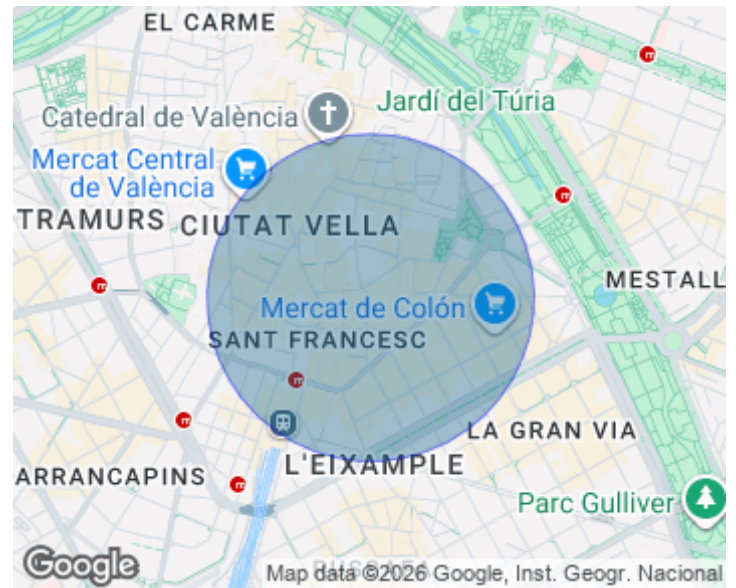 EL CARME
Catedral de València
Jardí del Túria
Mercat Central
de València
TRAMURS
CIUTAT VELLA
MESTALL
Mercat de Colón
SANT FRANCESC
LA GRAN VIA
L'EIXAMPLE
ARRANCAPINS
Parc Gulliver
Google
Map data ©2026 Google, Inst. Geogr. Nacional